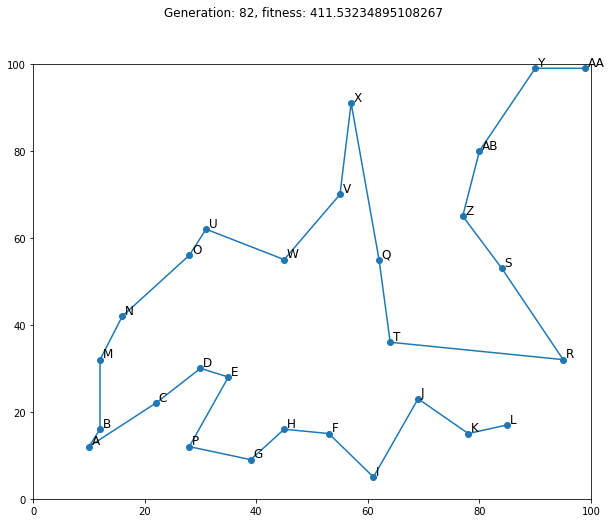 Generation: 82, fitness: 411.53234895108267
100
Y
AA
X
80
AB
V
Z
U
60
O
W
Q
S
N
40
T
M
R
D
E
C
J
20
B
H
F
K
L
A
P
G
I
0
0
20
40
60
80
100